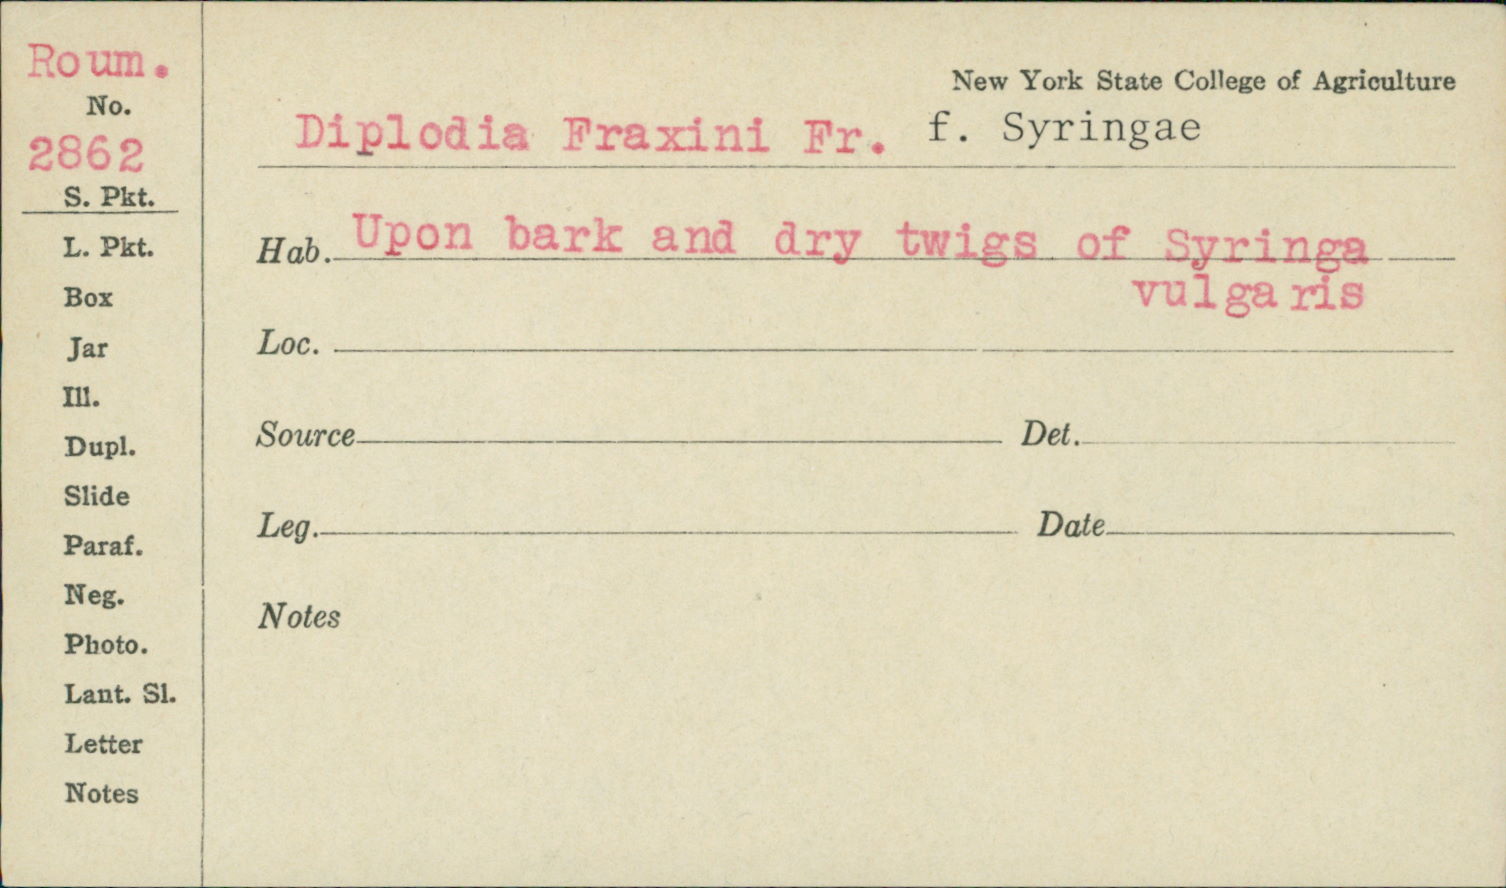 Roum.
No.
2862
S. Pkt.
L. Pkt.
Box
Jar
Ill.
Dupl.
Slide
Paraf.
Neg.
Photo.
Lant. Sl.
Letter
Notes
New York State College of Agriculture
Diplodia Fraxini Fr. f. Syringae
Hab. Upon bark and dry twigs of Syringa
vulgaris
Loc.
Source Det.
Leg. Date
Notes